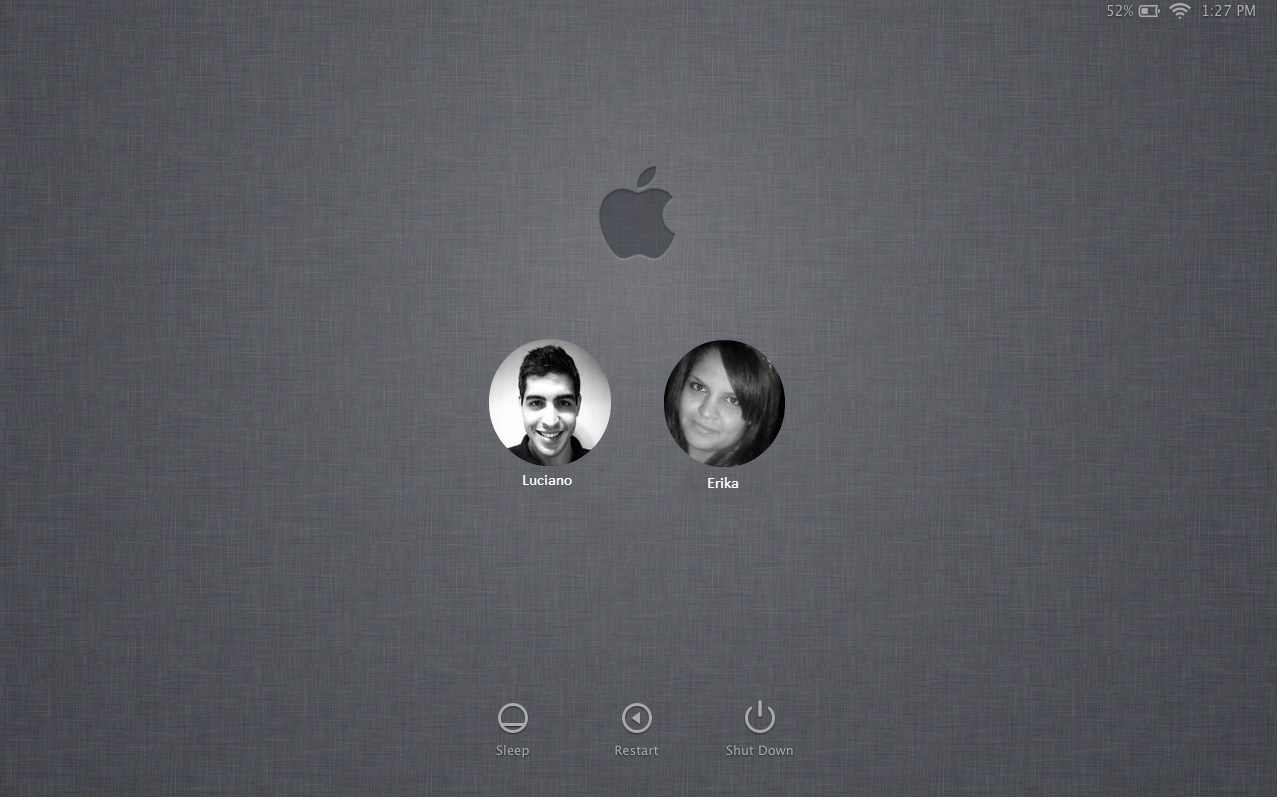 52% 1:27 PM
Luciano
Erika
Sleep
Restart
Shut Down